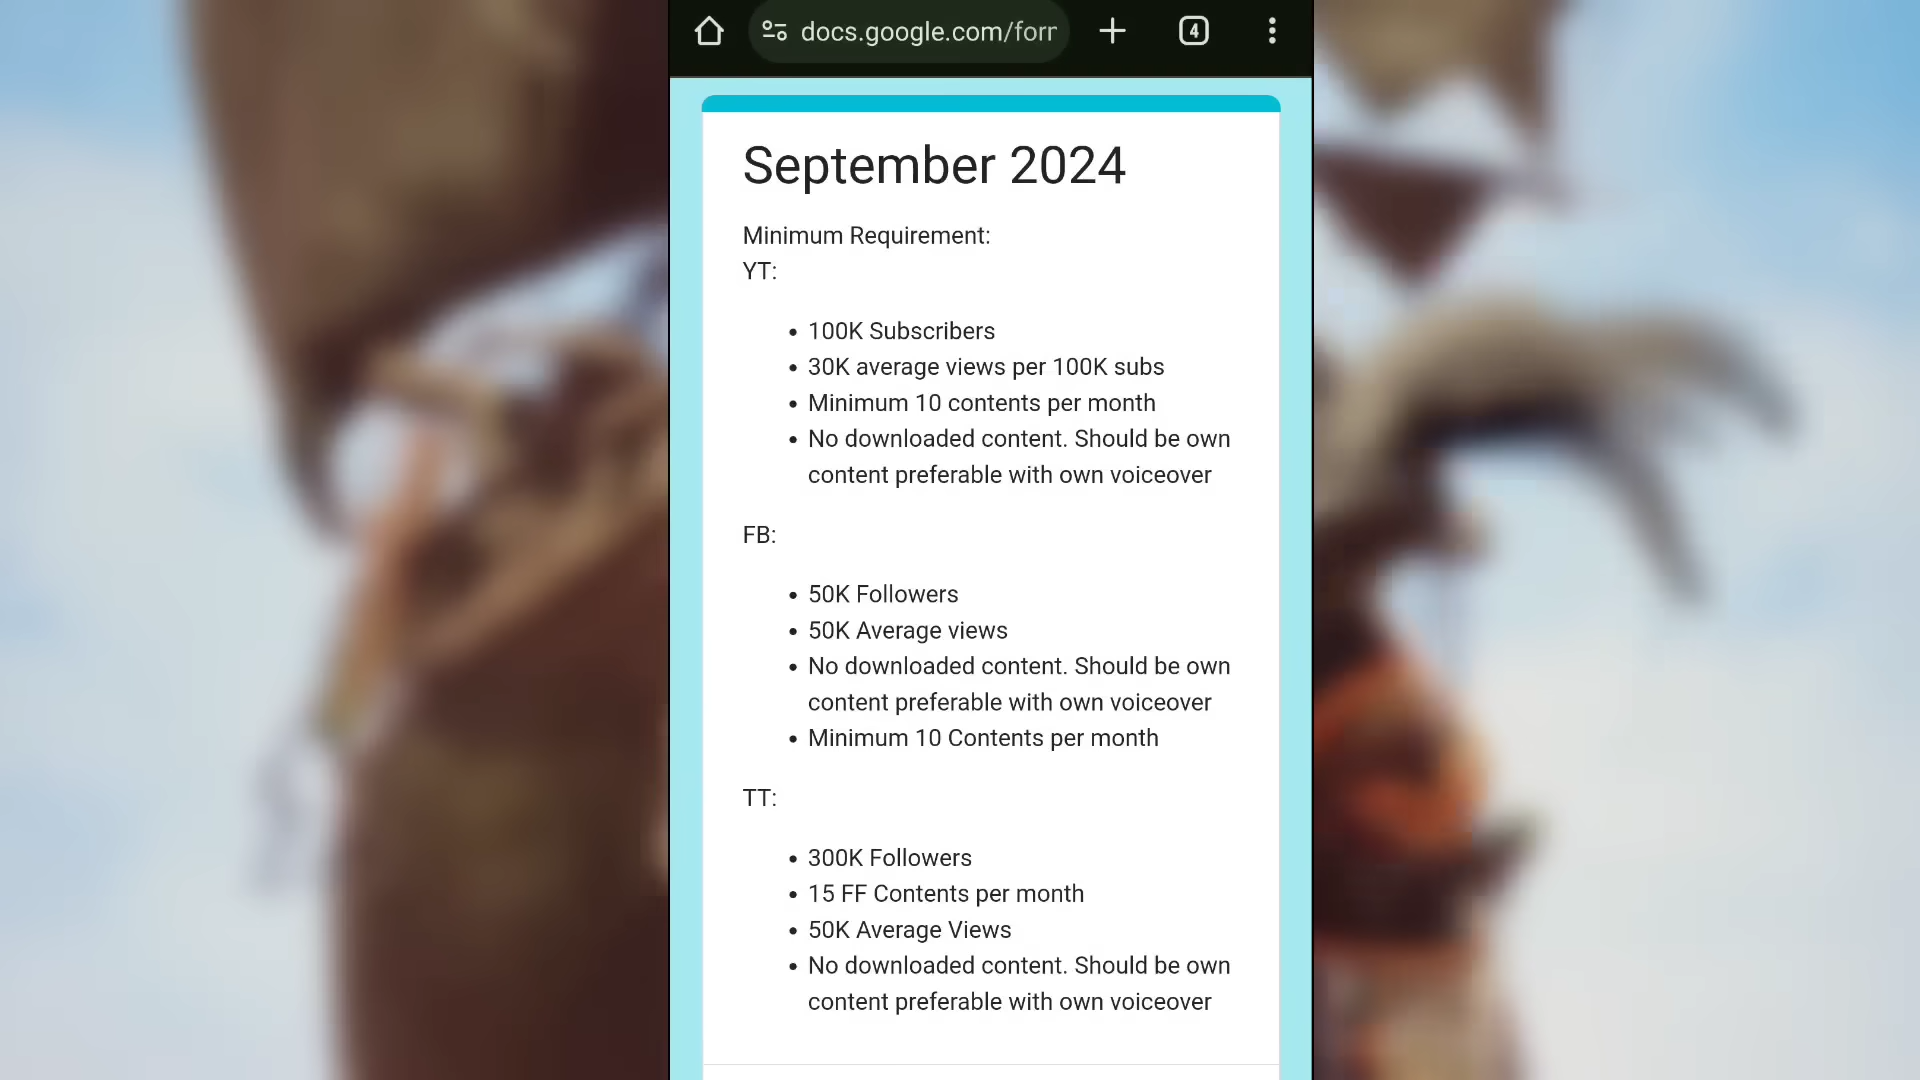 docs.google.com/forr
4
September 2024
Minimum Requirement:
YT:
• 100K Subscribers
• 30K average views per 100K subs
• Minimum 10 contents per month
• No downloaded content. Should be own
content preferable with own voiceover
FB:
• 50K Followers
• 50K Average views
• No downloaded content. Should be own
content preferable with own voiceover
• Minimum 10 Contents per month
TT:
• 300K Followers
• 15 FF Contents per month
• 50K Average Views
• No downloaded content. Should be own
content preferable with own voiceover